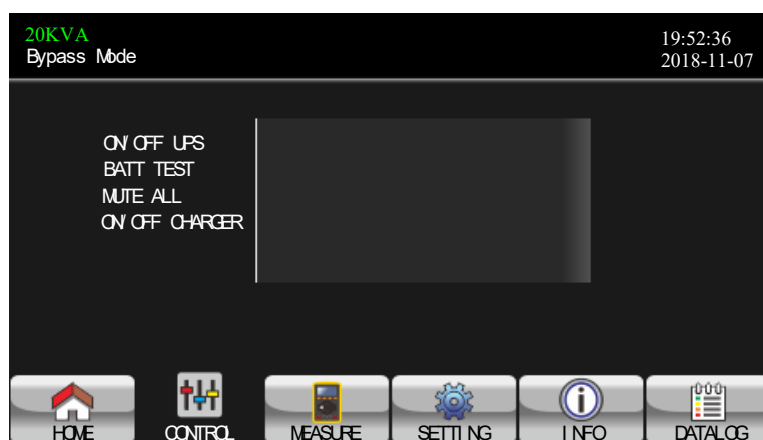 20KVA
Bypass Mode
19:52:36
2018-11-07
ON/OFF UPS
BATT TEST
MUTE ALL
ON/OFF CHARGER
HOME
CONTROL
MEASURE
SETTING
INFO
DATALOG